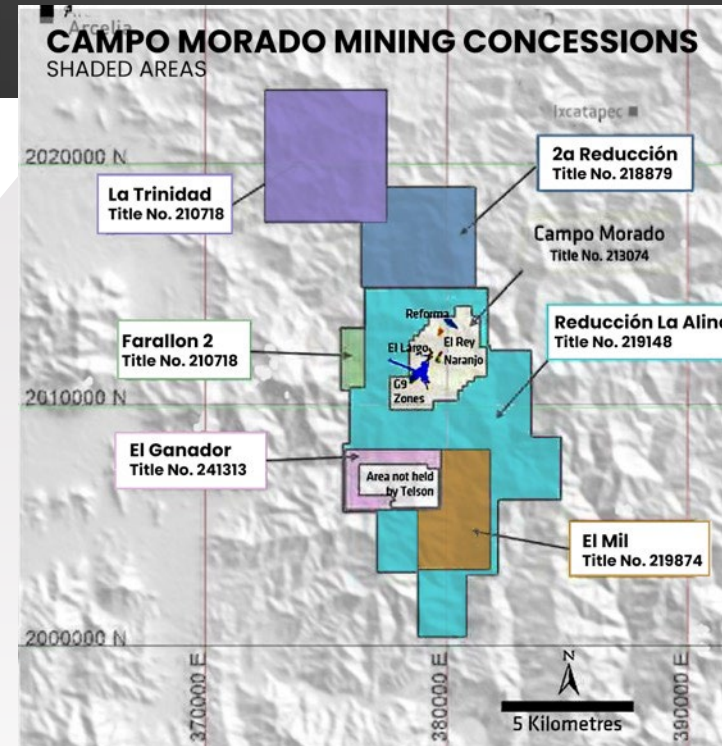 Arcelia
CAMPO MORADO MINING CONCESSIONS
SHADED AREAS
Ixcatapec
2020000 N
2a Reducción
Title No. 218879
La Trinidad
Title No. 210718
Campo Morado
Title No. 213074
Reforma
Reducción La Alina
Title No. 219148
Farallon 2
Title No. 210718
El Largo
El Rey
Naranjo
G9
Zones
2010000 N
El Ganador
Title No. 241313
Area not held
by Telson
El Mil
Title No. 219874
2000000 N
370000 E
380000 E
390000 E
N
5 Kilometres